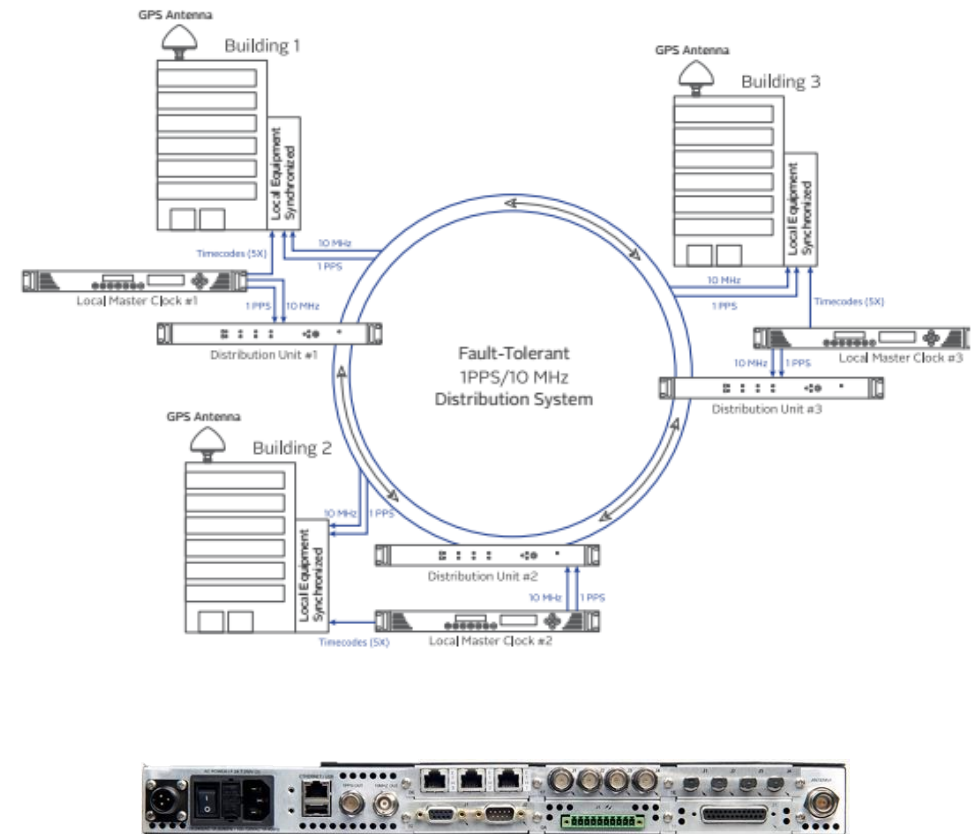 GPS Antenna
Building 1
Local Equipment
Synchronized
10 MHz
1 PPS
Timecodes (5X)
Local Master Clock #1
1 PPS
10 MHz
Distribution Unit #1
GPS Antenna
Building 3
Local Equipment
Synchronized
10 MHz
1 PPS
Timecodes (5X)
Local Master Clock #3
10 MHz
1 PPS
Distribution Unit #3
Fault-Tolerant
1PPS/10 MHz
Distribution System
GPS Antenna
Building 2
Local Equipment
Synchronized
10 MHz
1 PPS
Distribution Unit #2
10 MHz
1 PPS
Timecodes (5X)
Local Master Clock #2